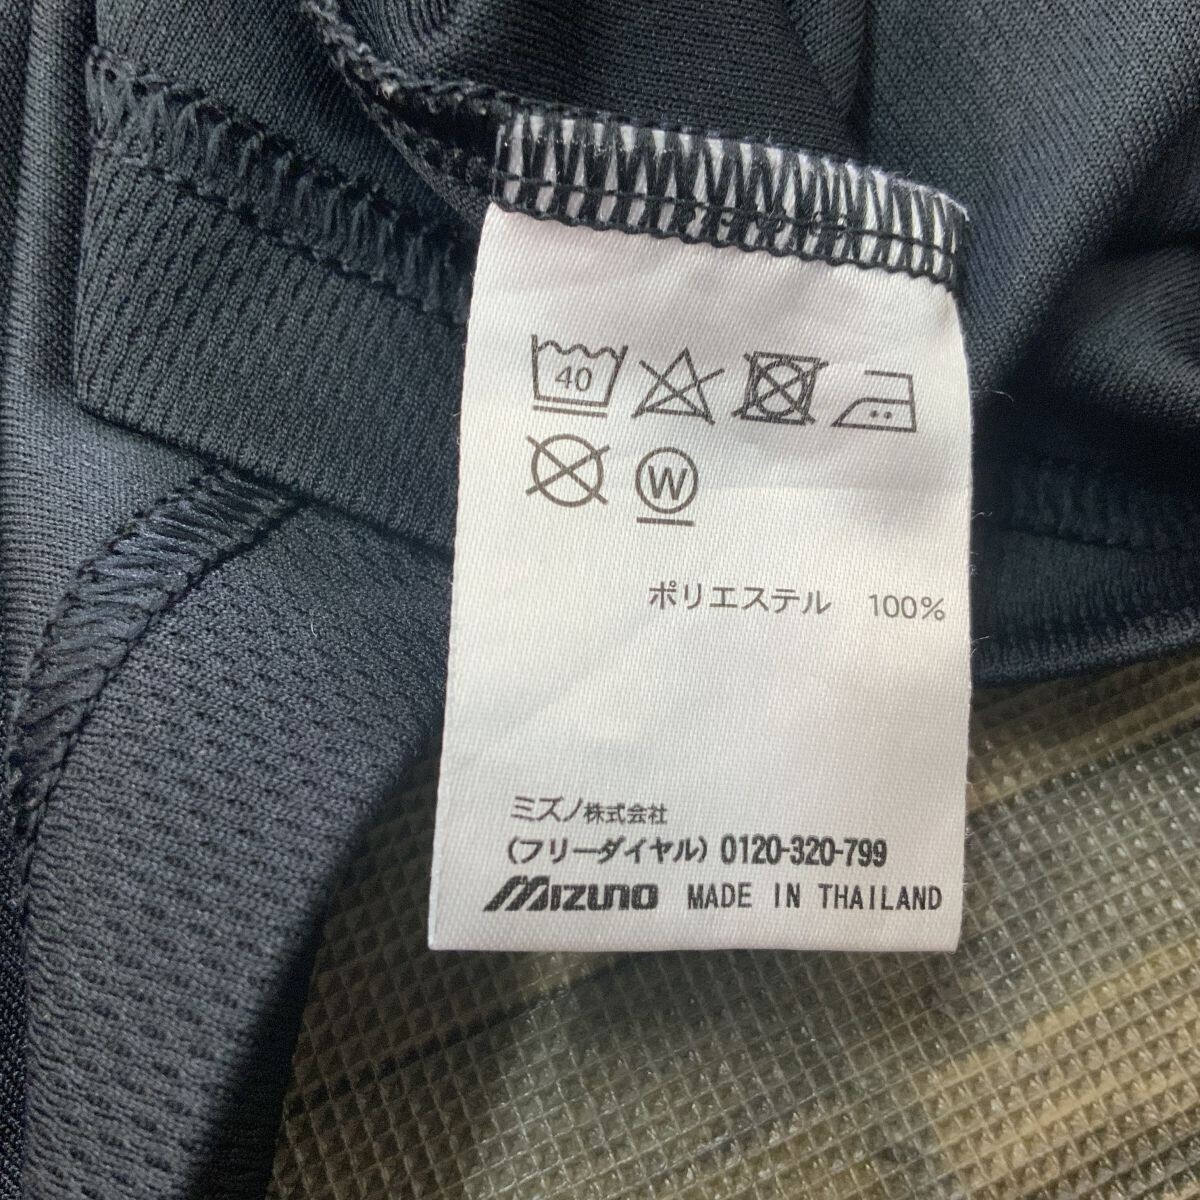 40
W
ポリエステル 100%
ミズノ株式会社
(フリーダイヤル) 0120-320-799
MIZUNO MADE IN THAILAND